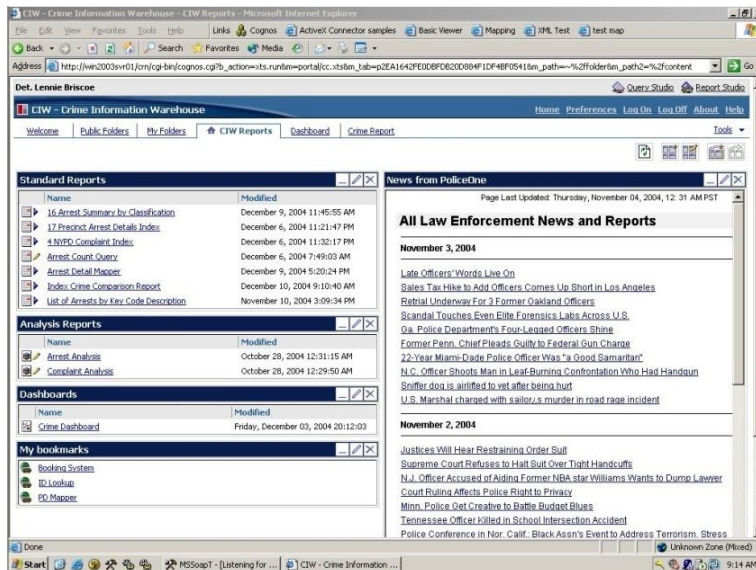 CIW - Crime Information Warehouse - CIW Reports - Microsoft Internet Explorer
File Edit View Favorites Tools Help Links Cognos ActiveX Connector samples Basic Viewer Mapping XML Test test map
Back Search Favorites Media
Address http://win2003svr01/crn/cgi-bin/cognos.cgi?b_action=xts.run&m=portal/cc.xts&m_tab= Go
Det. Lennie Briscoe Query Studio Report Studio
CIW - Crime Information Warehouse Home Preferences Log On Log Off About Help
Welcome Public Folders My Folders CIW Reports Dashboard Crime Report Tools
Standard Reports
Name Modified
16 Arrest Summary by Classification December 9, 2004 11:45:55 AM
17 Precinct Arrest Details Index December 6, 2004 11:21:47 PM
4 NYPD Complaint Index December 6, 2004 11:32:17 PM
Arrest Count Query December 6, 2004 7:49:03 AM
Arrest Detail Mapper December 9, 2004 5:20:24 PM
Index Crime Comparison Report December 10, 2004 9:10:40 AM
List of Arrests by Key Code Description November 10, 2004 3:09:34 PM
Analysis Reports
Name Modified
Arrest Analysis October 28, 2004 12:31:15 AM
Complaint Analysis October 28, 2004 12:29:50 AM
Dashboards
Name Modified
Crime Dashboard Friday, December 03, 2004 20:12:03
My bookmarks
Booking System
ID Lookup
PD Mapper
News from PoliceOne
Page Last Updated: Thursday, November 04, 2004, 12: 31 AM PST
All Law Enforcement News and Reports
November 3, 2004
Late Officers' Words Live On
Sales Tax Hike to Add Officers Comes Up Short in Los Angeles
Retrial Underway For 3 Former Oakland Officers
Scandal Touches Even Elite Forensics Labs Across U.S.
Ga. Police Department's Four-Legged Officers Shine
Former Penn. Chief Pleads Guilty to Federal Gun Charge
22-Year Miami-Dade Police Officer Was "a Good Samaritan"
N.C. Officer Shoots Man in Leaf-Burning Confrontation Who Had Handgun
Sniffer dog is airlifted to vet after being hurt
U.S. Marshal charged with sailor¿s murder in road rage incident
November 2, 2004
Justices Will Hear Restraining Order Suit
Supreme Court Refuses to Halt Suit Over Tight Handcuffs
N.J. Officer Accused of Aiding Former NBA star Williams Wants to Dump Lawyer
Court Ruling Affects Police Right to Privacy
Minn. Police Get Creative to Battle Budget Blues
Tennessee Officer Killed in School Intersection Accident
Police Conference in Nor. Calif.: Black Assn's Event to Address Terrorism, Stress
Done Unknown Zone (Mixed)
Start MSSoapT - [Listening for ... CIW - Crime Information ... 9:14 AM